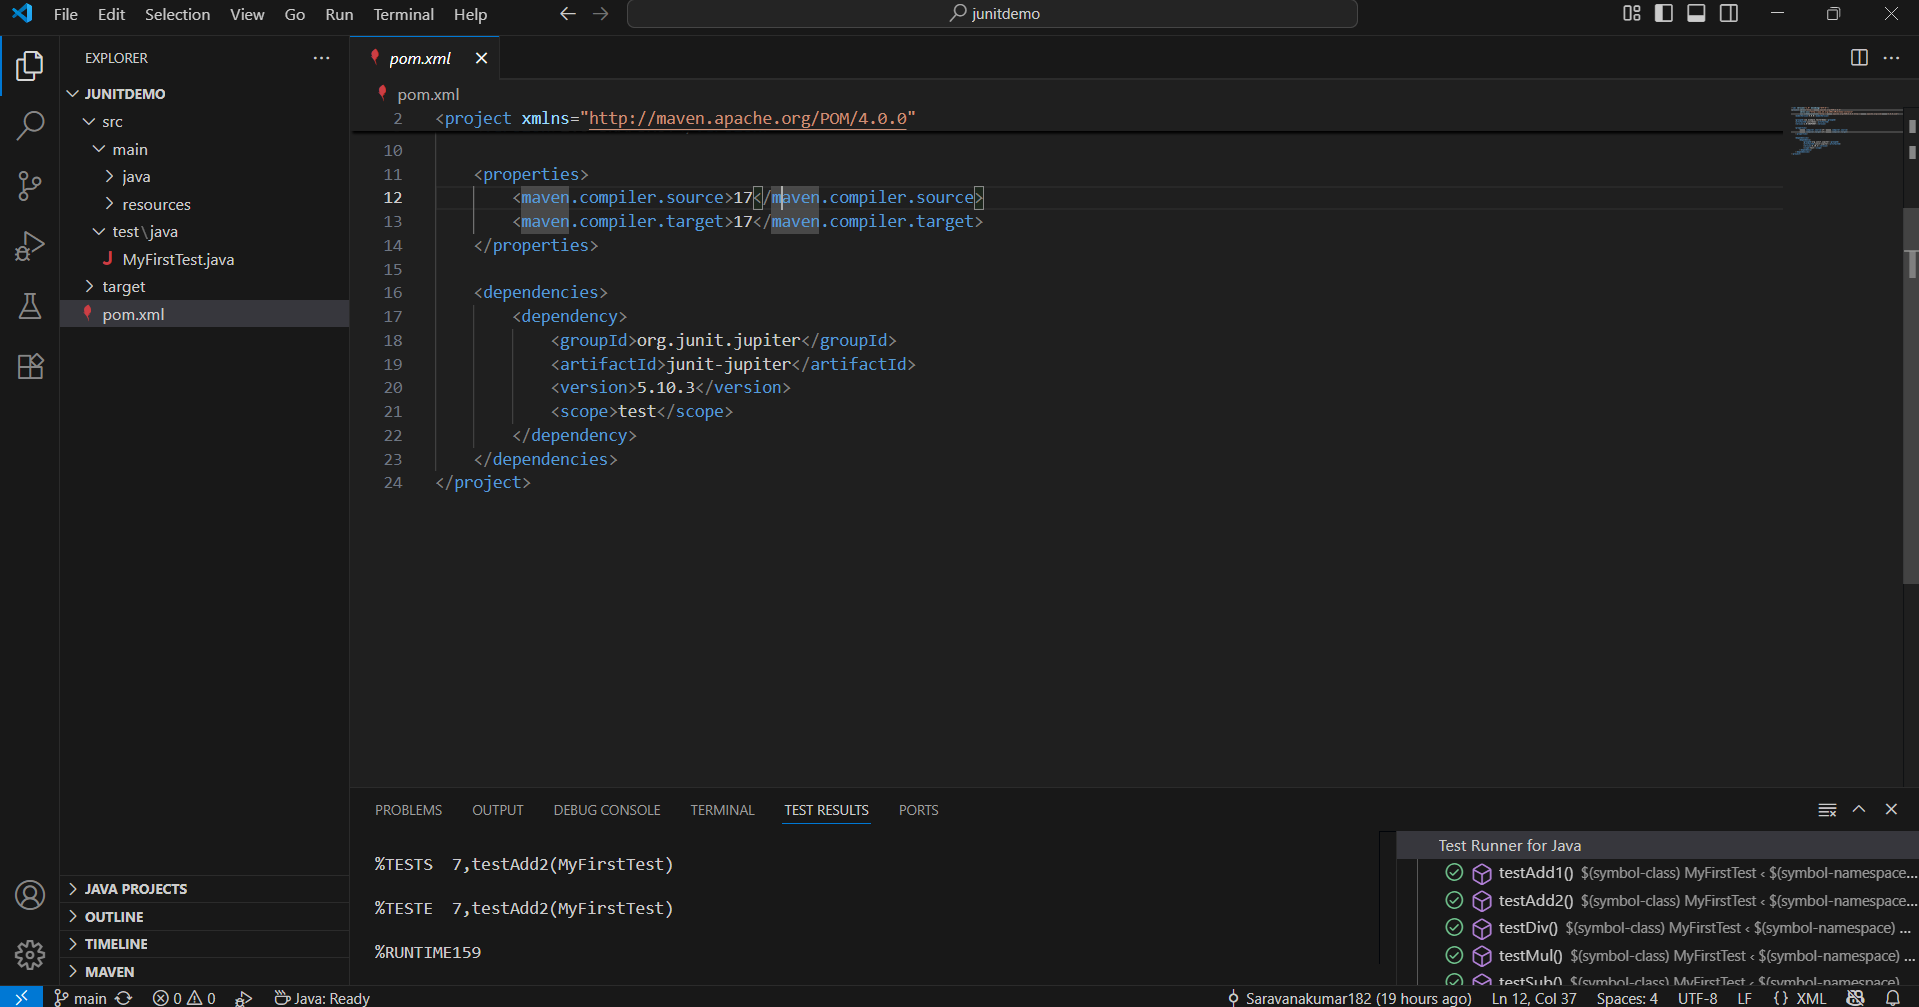 File Edit Selection View Go Run Terminal Help
junitdemo
EXPLORER
JUNITDEMO
src
main
java
resources
test\java
MyFirstTest.java
target
pom.xml
JAVA PROJECTS
OUTLINE
TIMELINE
MAVEN
pom.xml
pom.xml
2 <project xmlns="http://maven.apache.org/POM/4.0.0"
10
11 <properties>
12 <maven.compiler.source>17</maven.compiler.source>
13 <maven.compiler.target>17</maven.compiler.target>
14 </properties>
15
16 <dependencies>
17 <dependency>
18 <groupId>org.junit.jupiter</groupId>
19 <artifactId>junit-jupiter</artifactId>
20 <version>5.10.3</version>
21 <scope>test</scope>
22 </dependency>
23 </dependencies>
24 </project>
PROBLEMS OUTPUT DEBUG CONSOLE TERMINAL TEST RESULTS PORTS
%TESTS  7,testAdd2(MyFirstTest)
%TESTE  7,testAdd2(MyFirstTest)
%RUNTIME159
Test Runner for Java
testAdd1() $(symbol-class) MyFirstTest ‹ $(symbol-namespace...
testAdd2() $(symbol-class) MyFirstTest ‹ $(symbol-namespace...
testDiv() $(symbol-class) MyFirstTest ‹ $(symbol-namespace) ...
testMul() $(symbol-class) MyFirstTest ‹ $(symbol-namespace) ...
testSub() $(symbol-class) MyFirstTest ‹ $(symbol-namespace) ...
main 0 0 Java: Ready Saravanakumar182 (19 hours ago) Ln 12, Col 37 Spaces: 4 UTF-8 LF {} XML